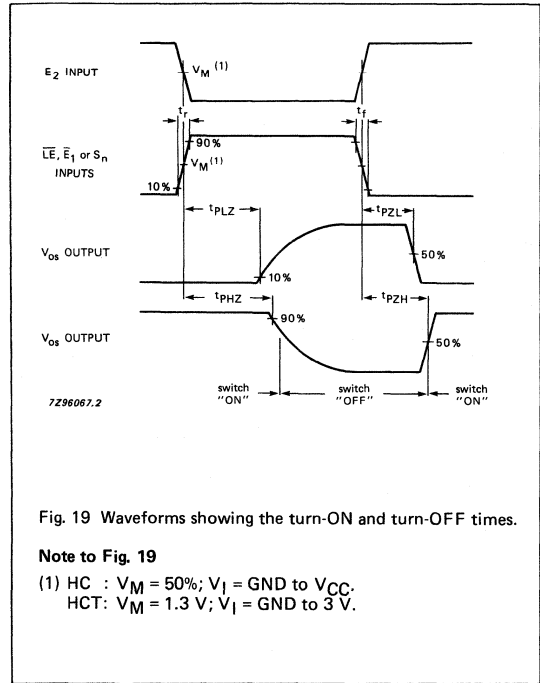 E2 INPUT
VM (1)
tr
tf
LE, E1 or Sn
INPUTS
90%
VM(1)
10%
tPLZ
tPZL
Vos OUTPUT
50%
10%
tPHZ
tPZH
90%
Vos OUTPUT
50%
switch "ON"
switch "OFF"
switch "ON"
7Z96067.2
Fig. 19 Waveforms showing the turn-ON and turn-OFF times.
Note to Fig. 19
(1) HC : VM = 50%; VI = GND to VCC.
HCT: VM = 1.3 V; VI = GND to 3 V.